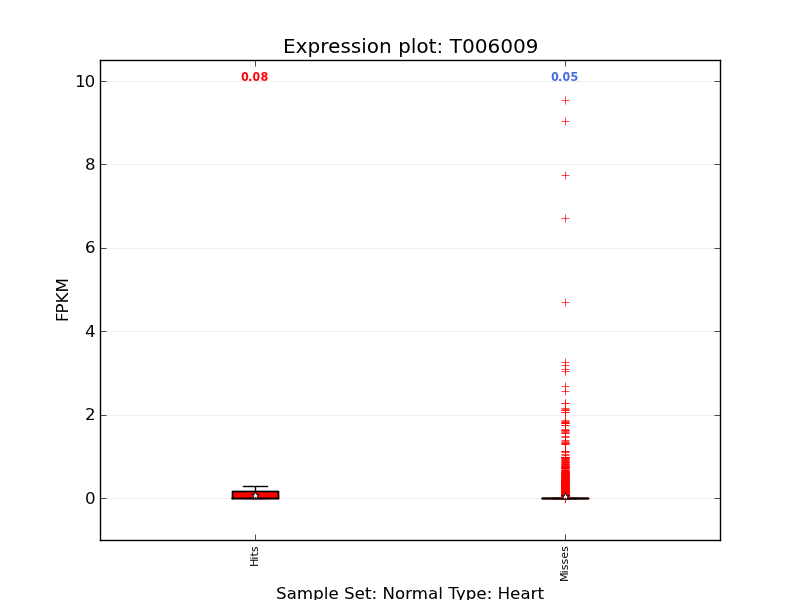 Expression plot: T006009
0.08
0.05
10
8
6
4
2
0
FPKM
Hits
Misses
Sample Set: Normal Type: Heart